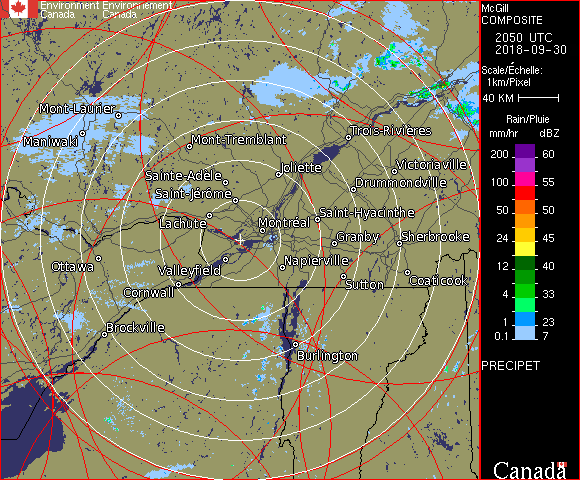 Environment Environnement
Canada Canada
McGill
COMPOSITE
2050 UTC
2018-09-30
Scale/Échelle:
1km/Pixel
40 KM
Rain/Pluie
mm/hr dBZ
200 60
100 55
50 50
24 45
12 40
8 35
4 30
1 23
0.1 7
PRECIPET
Canada
Mont-Laurier
Maniwaki
Mont-Tremblant
Trois-Rivières
Sainte-Adèle
Joliette
Victoriaville
Saint-Jérôme
Drummondville
Lachute
Montréal
Saint-Hyacinthe
Granby
Sherbrooke
Ottawa
Valleyfield
Napierville
Cornwall
Sutton
Coaticook
Brockville
Burlington